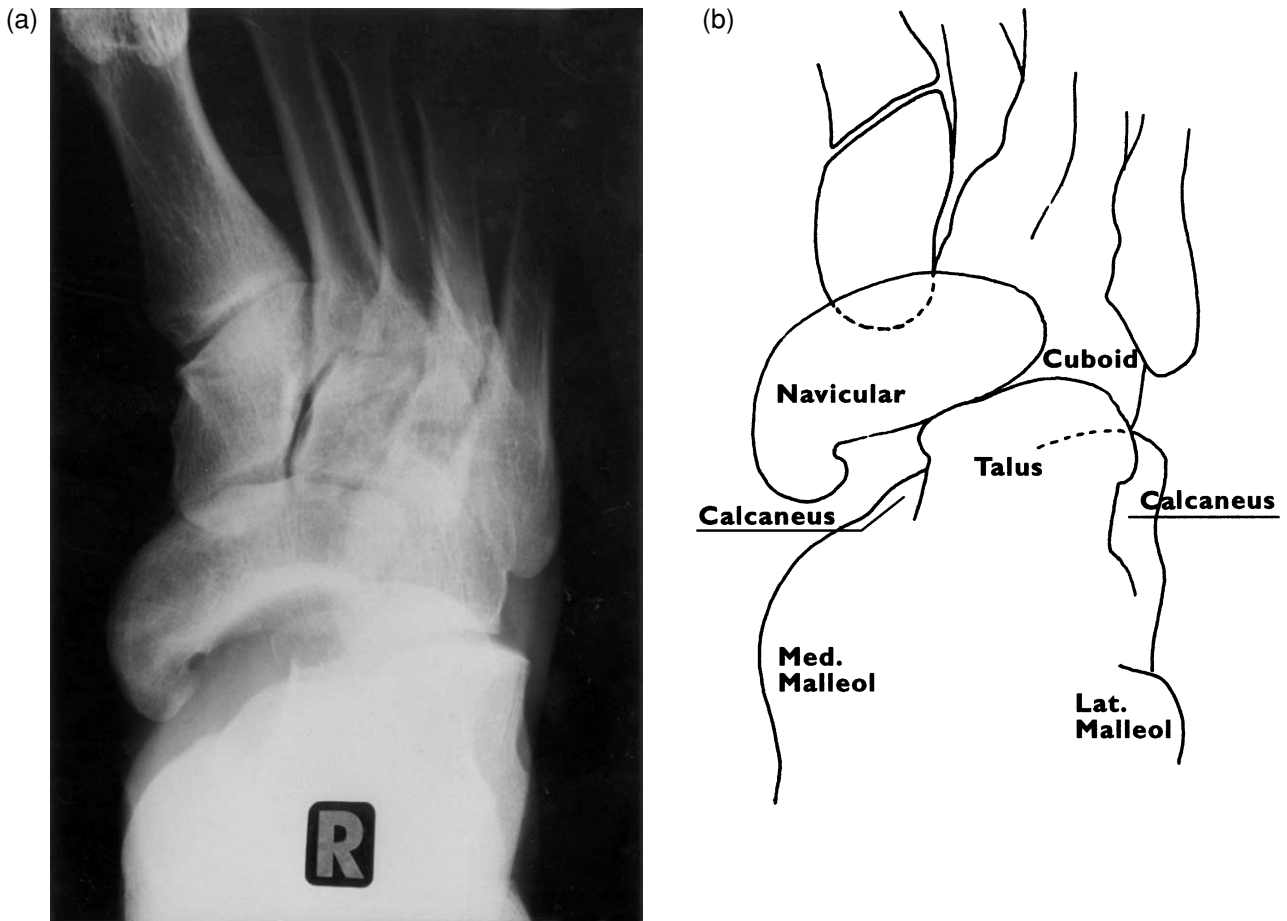 (a)
R
(b)
Cuboid
Navicular
Talus
Calcaneus
Calcaneus
Med.
Malleol
Lat.
Malleol